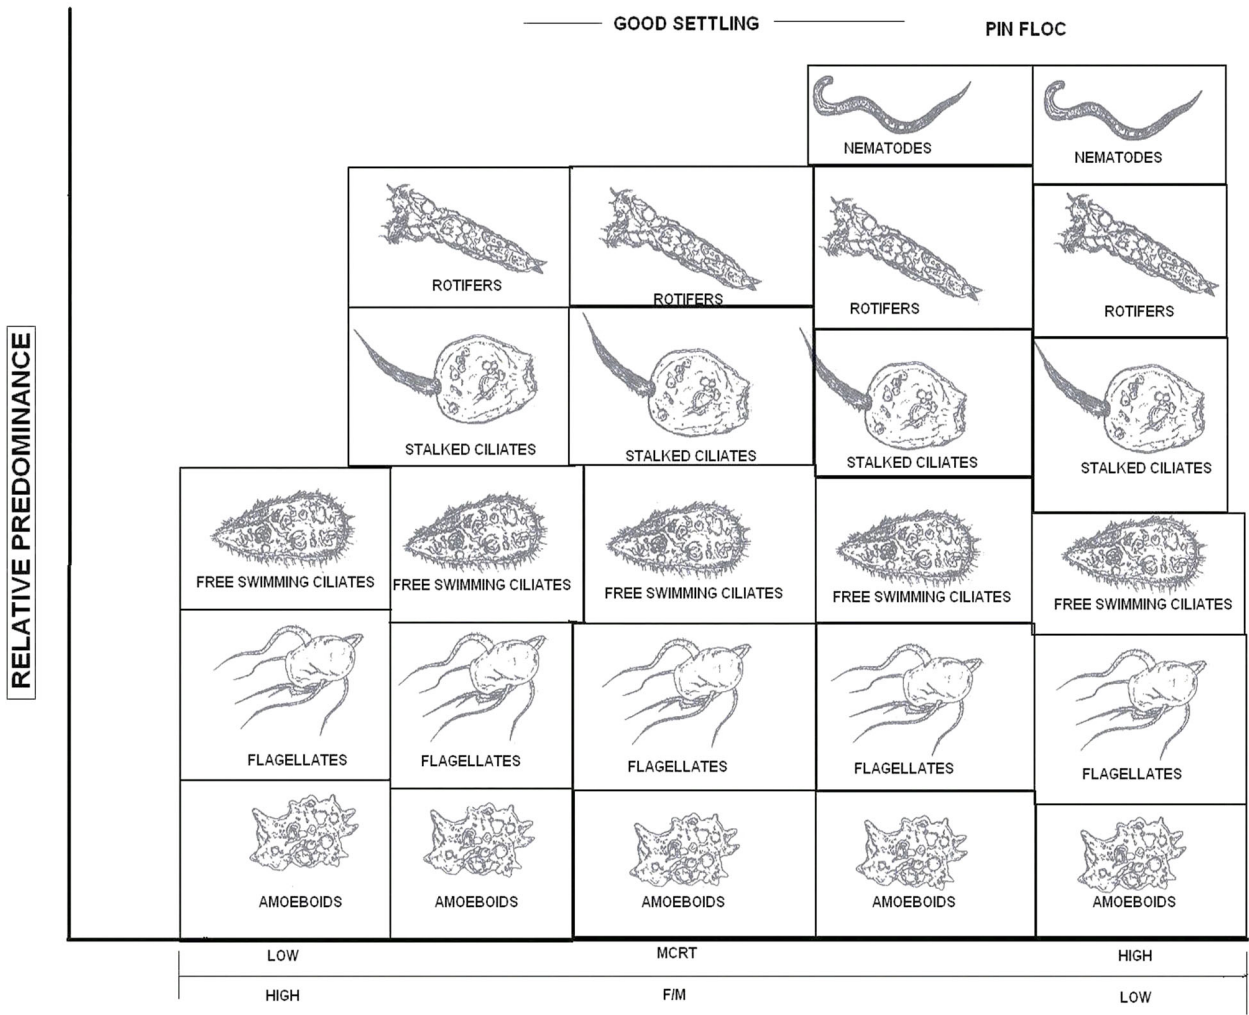 GOOD SETTLING
PIN FLOC
NEMATODES
NEMATODES
ROTIFERS
ROTIFERS
ROTIFERS
ROTIFERS
STALKED CILIATES
STALKED CILIATES
STALKED CILIATES
STALKED CILIATES
RELATIVE PREDOMINANCE
FREE SWIMMING CILIATES
FREE SWIMMING CILIATES
FREE SWIMMING CILIATES
FREE SWIMMING CILIATES
FREE SWIMMING CILIATES
FLAGELLATES
FLAGELLATES
FLAGELLATES
FLAGELLATES
FLAGELLATES
AMOEBOIDS
AMOEBOIDS
AMOEBOIDS
AMOEBOIDS
AMOEBOIDS
LOW
MCRT
HIGH
HIGH
F/M
LOW